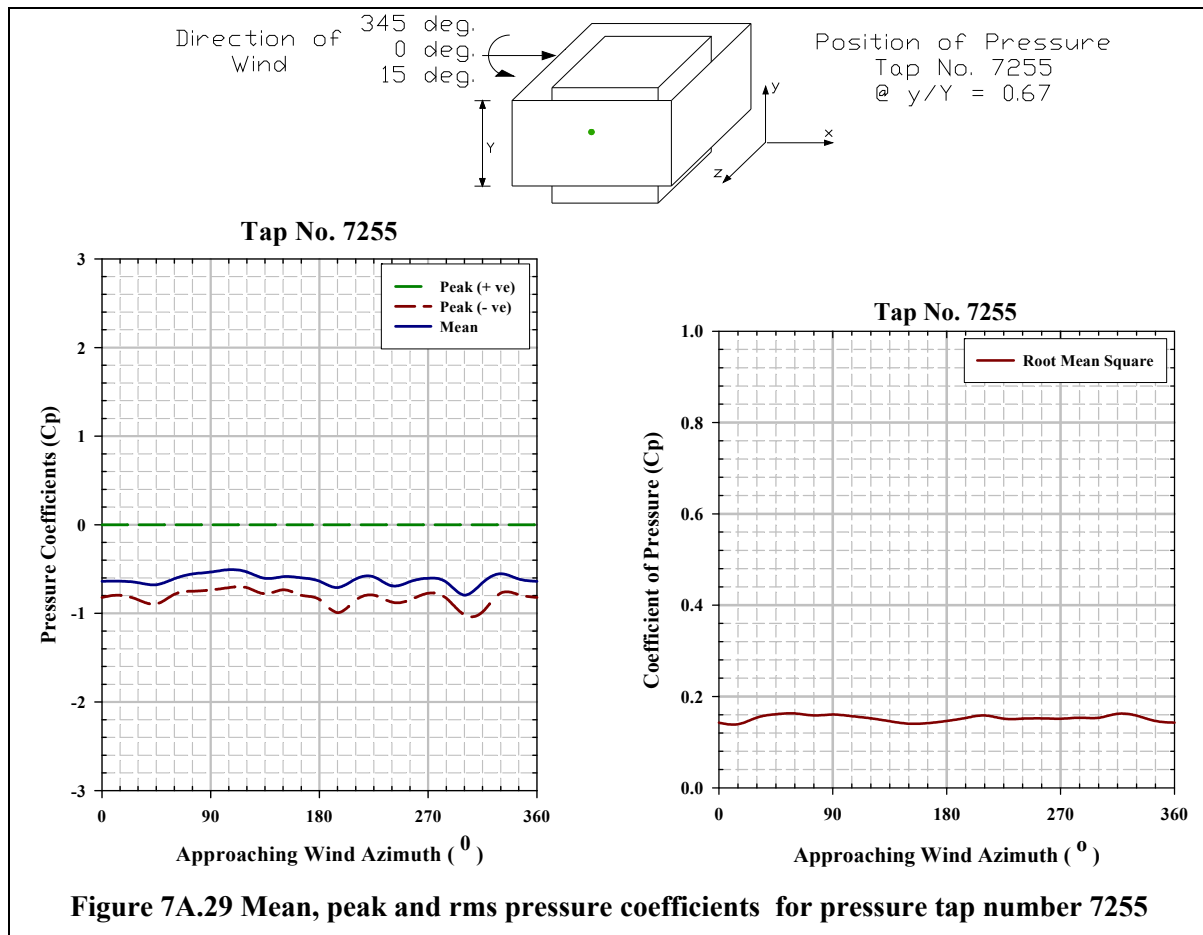 Direction of
Wind
345 deg.
0 deg.
15 deg.
Position of Pressure
Tap No. 7255
@ y/Y = 0.67
Y
y
x
z
Tap No. 7255
Peak (+ ve)
Peak (- ve)
Mean
Pressure Coefficients (Cp)
3
2
1
0
-1
-2
-3
0 90 180 270 360
Approaching Wind Azimuth ( 0 )
Tap No. 7255
Root Mean Square
Coefficient of Pressure (Cp)
1.0
0.8
0.6
0.4
0.2
0.0
0 90 180 270 360
Approaching Wind Azimuth ( o )
Figure 7A.29 Mean, peak and rms pressure coefficients for pressure tap number 7255